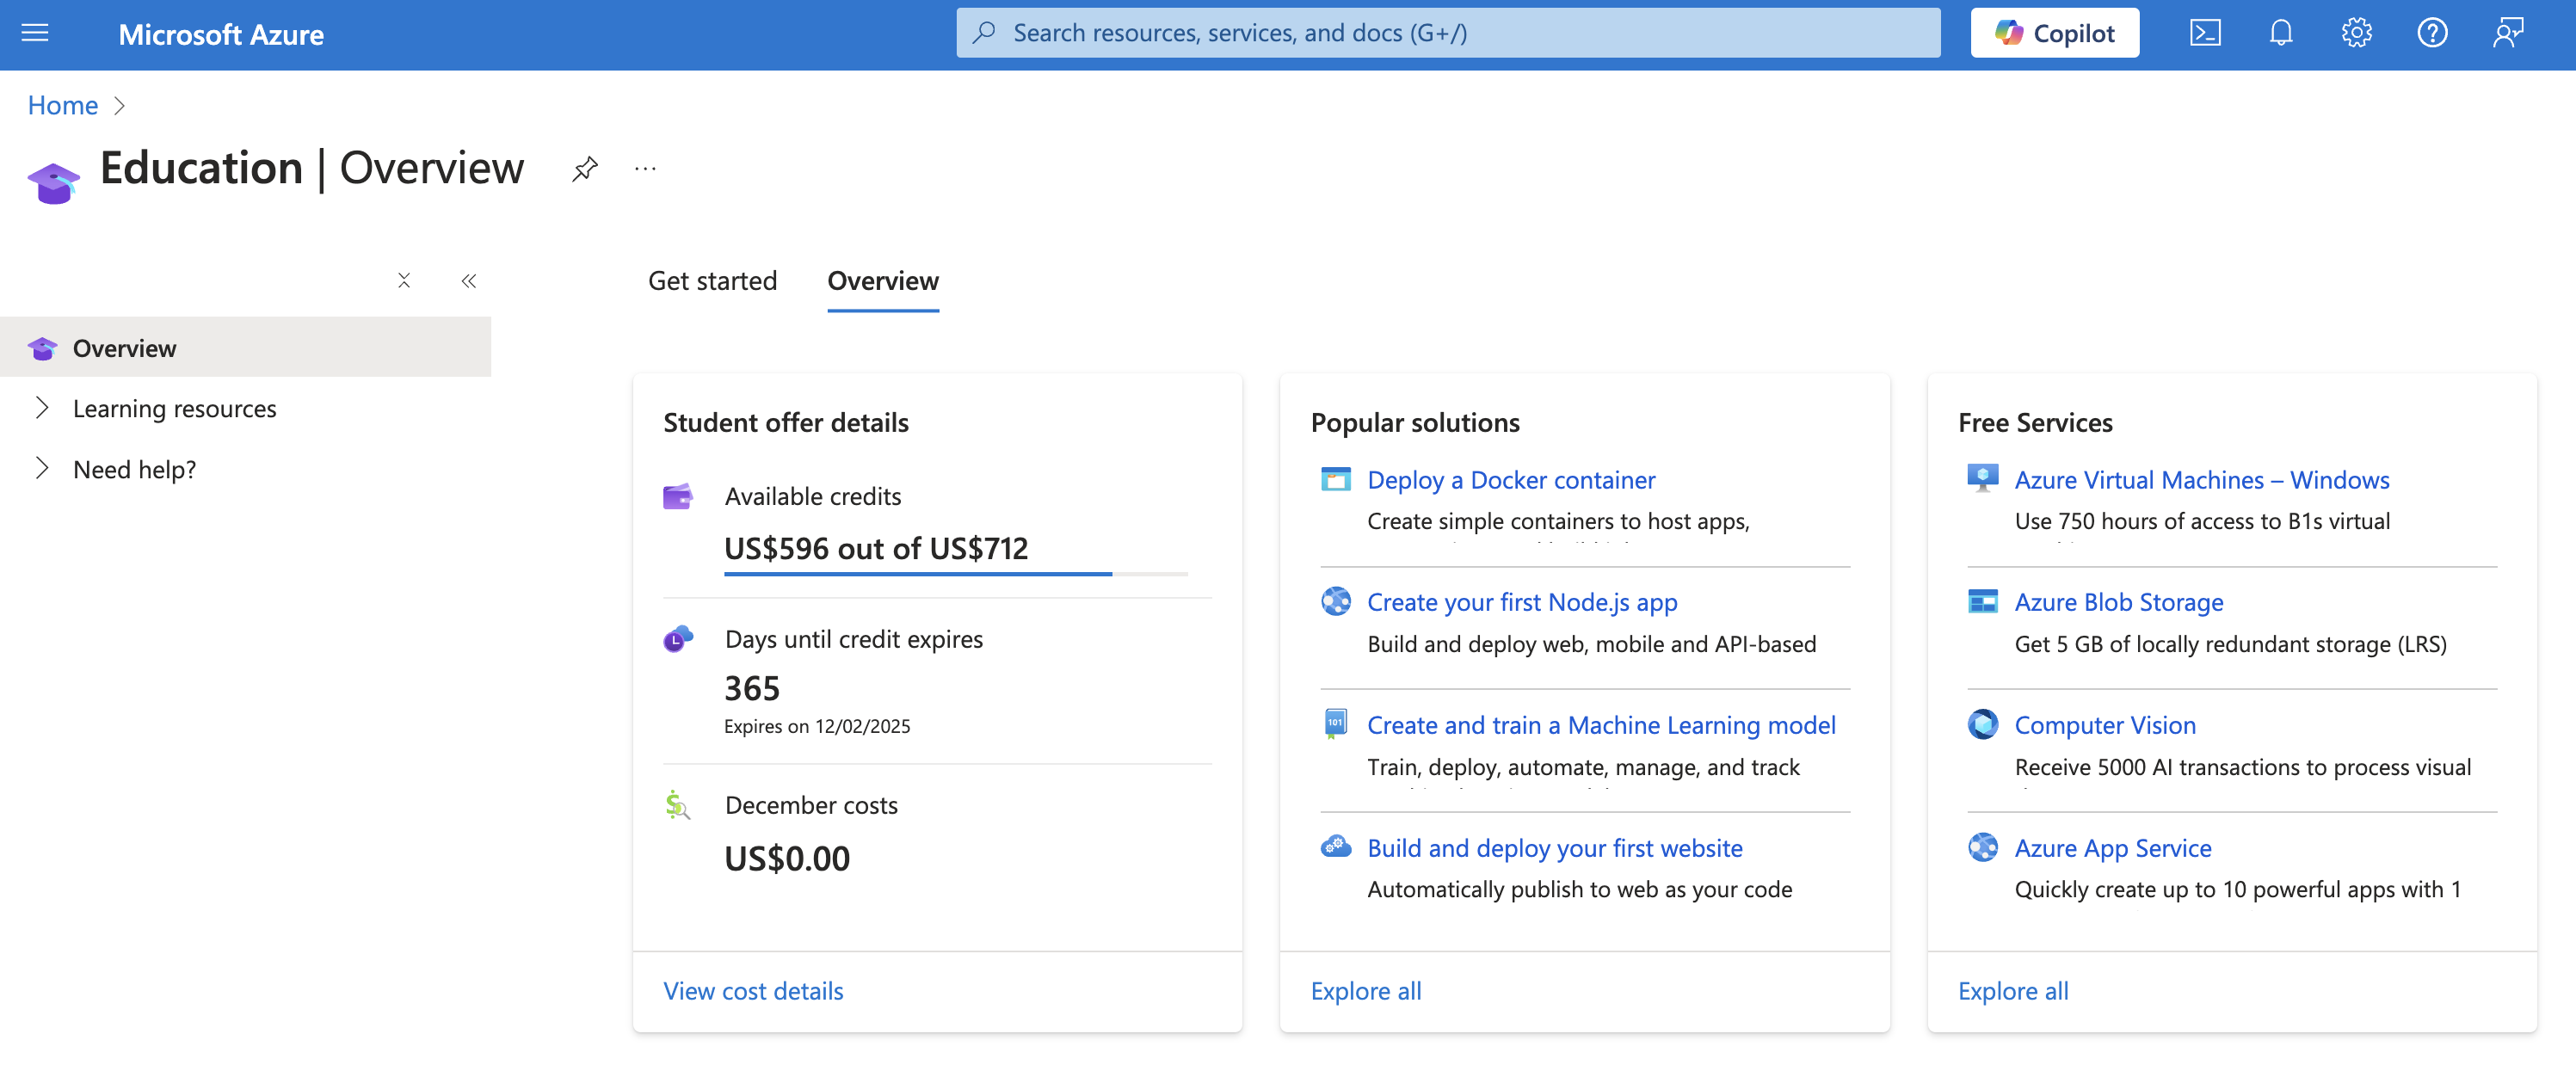 Microsoft Azure
Search resources, services, and docs (G+/)
Copilot
Home
Education | Overview
Overview
Learning resources
Need help?
Get started
Overview
Student offer details
Available credits
US$596 out of US$712
Days until credit expires
365
Expires on 12/02/2025
December costs
US$0.00
View cost details
Popular solutions
Deploy a Docker container
Create simple containers to host apps,
Create your first Node.js app
Build and deploy web, mobile and API-based
Create and train a Machine Learning model
Train, deploy, automate, manage, and track
101
Build and deploy your first website
Automatically publish to web as your code
Explore all
Free Services
Azure Virtual Machines – Windows
Use 750 hours of access to B1s virtual
Azure Blob Storage
Get 5 GB of locally redundant storage (LRS)
Computer Vision
Receive 5000 AI transactions to process visual
Azure App Service
Quickly create up to 10 powerful apps with 1
Explore all